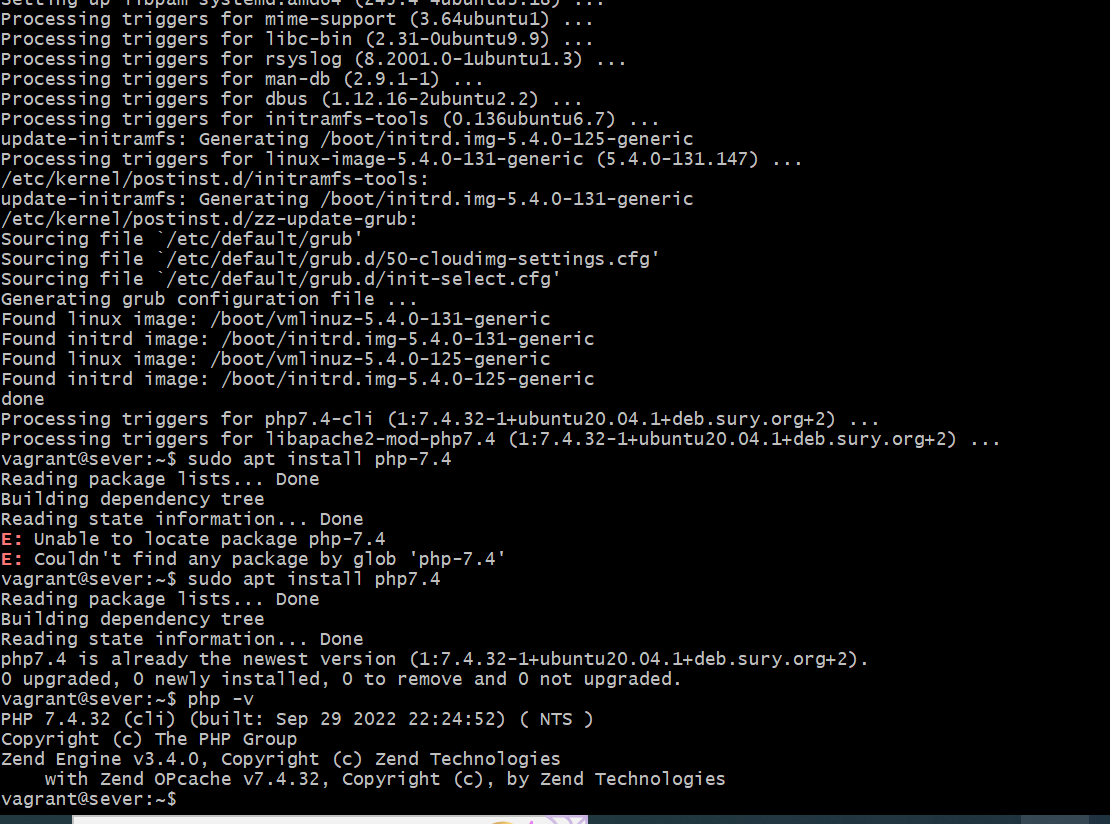 Setting up libpam-systemd:amd64 (245.4-4ubuntu3.18) ...
Processing triggers for mime-support (3.64ubuntu1) ...
Processing triggers for libc-bin (2.31-0ubuntu9.9) ...
Processing triggers for rsyslog (8.2001.0-1ubuntu1.3) ...
Processing triggers for man-db (2.9.1-1) ...
Processing triggers for dbus (1.12.16-2ubuntu2.2) ...
Processing triggers for initramfs-tools (0.136ubuntu6.7) ...
update-initramfs: Generating /boot/initrd.img-5.4.0-125-generic
Processing triggers for linux-image-5.4.0-131-generic (5.4.0-131.147) ...
/etc/kernel/postinst.d/initramfs-tools:
update-initramfs: Generating /boot/initrd.img-5.4.0-131-generic
/etc/kernel/postinst.d/zz-update-grub:
Sourcing file `/etc/default/grub'
Sourcing file `/etc/default/grub.d/50-cloudimg-settings.cfg'
Sourcing file `/etc/default/grub.d/init-select.cfg'
Generating grub configuration file ...
Found linux image: /boot/vmlinuz-5.4.0-131-generic
Found initrd image: /boot/initrd.img-5.4.0-131-generic
Found linux image: /boot/vmlinuz-5.4.0-125-generic
Found initrd image: /boot/initrd.img-5.4.0-125-generic
done
Processing triggers for php7.4-cli (1:7.4.32-1+ubuntu20.04.1+deb.sury.org+2) ...
Processing triggers for libapache2-mod-php7.4 (1:7.4.32-1+ubuntu20.04.1+deb.sury.org+2) ...
vagrant@sever:~$ sudo apt install php-7.4
Reading package lists... Done
Building dependency tree
Reading state information... Done
E: Unable to locate package php-7.4
E: Couldn't find any package by glob 'php-7.4'
vagrant@sever:~$ sudo apt install php7.4
Reading package lists... Done
Building dependency tree
Reading state information... Done
php7.4 is already the newest version (1:7.4.32-1+ubuntu20.04.1+deb.sury.org+2).
0 upgraded, 0 newly installed, 0 to remove and 0 not upgraded.
vagrant@sever:~$ php -v
PHP 7.4.32 (cli) (built: Sep 29 2022 22:24:52) ( NTS )
Copyright (c) The PHP Group
Zend Engine v3.4.0, Copyright (c) Zend Technologies
    with Zend OPcache v7.4.32, Copyright (c), by Zend Technologies
vagrant@sever:~$